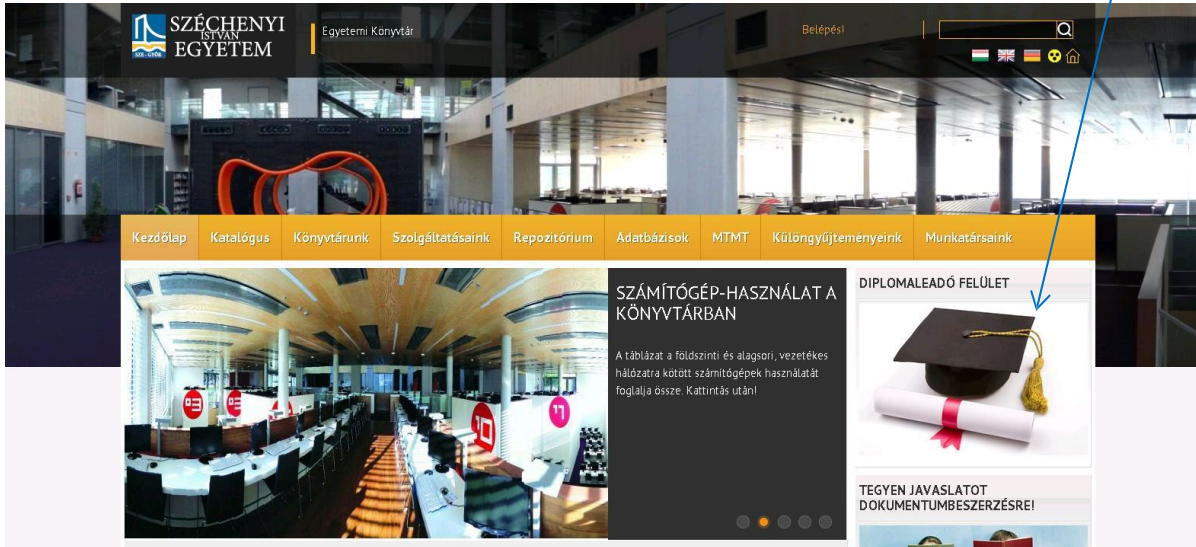 SZÉCHENYI
ISTVÁN
EGYETEM
SZE - GYŐR
Egyetemi Könyvtár
Belépés!
Kezdőlap
Katalógus
Könyvtárunk
Szolgáltatásaink
Repozitórium
Adatbázisok
MTMT
Különgyűjteményeink
Munkatársaink
SZÁMÍTÓGÉP-HASZNÁLAT A
KÖNYVTÁRBAN
A táblázat a földszinti és alagsori, vezetékes
hálózatra kötött számítógépek használatát
foglalja össze. Kattintás után!
DIPLOMALEADÓ FELÜLET
TEGYEN JAVASLATOT
DOKUMENTUMBESZERZÉSRE!